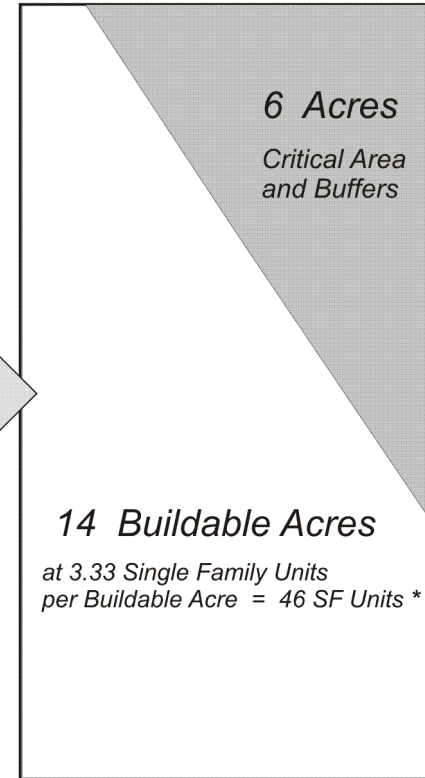 6 Acres
Critical Area
and Buffers
14 Buildable Acres
at 3.33 Single Family Units
per Buildable Acre = 46 SF Units *